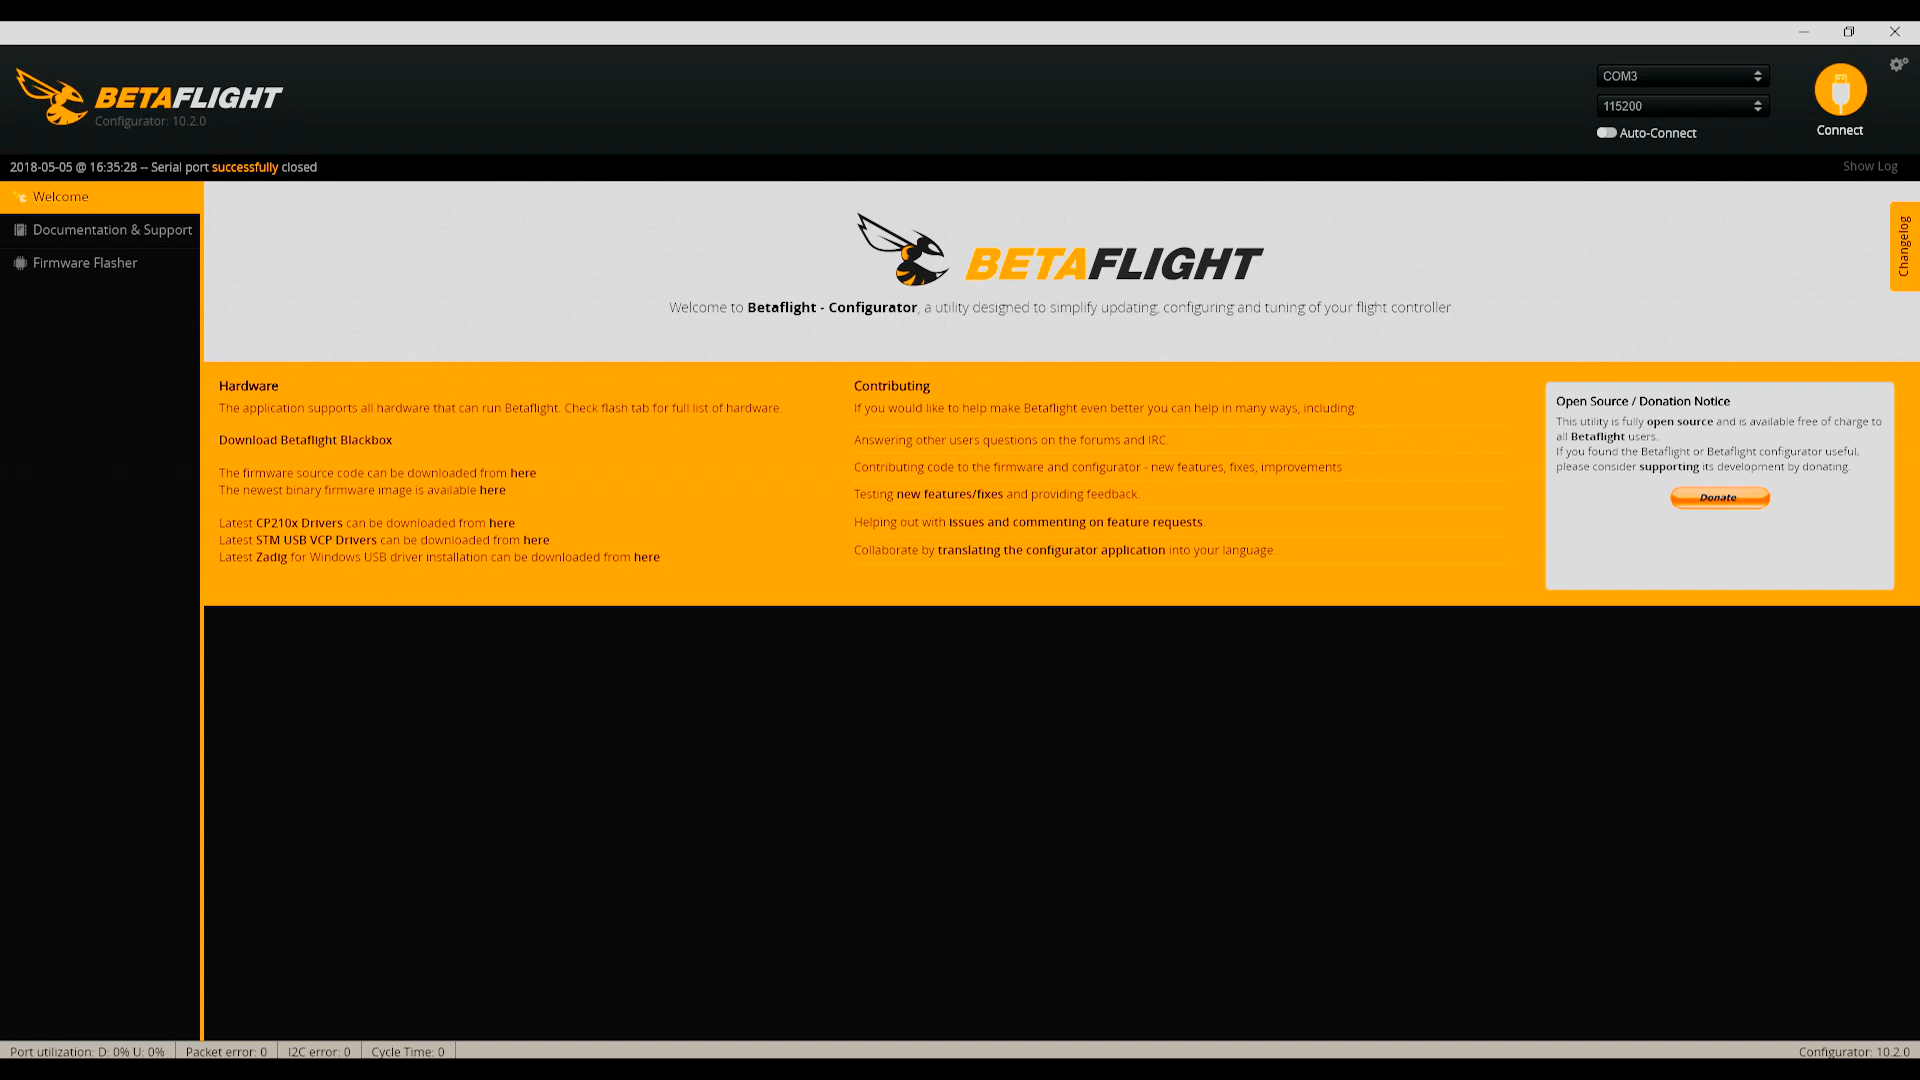 BETAFLIGHT
Configurator: 10.2.0
COM3
115200
Auto-Connect
Connect
2018-05-05 @ 16:35:28 -- Serial port successfully closed
Show Log
Welcome
Documentation & Support
Firmware Flasher
BETAFLIGHT
Welcome to Betaflight - Configurator, a utility designed to simplify updating, configuring and tuning of your flight controller.
Changelog
Hardware
The application supports all hardware that can run Betaflight. Check flash tab for full list of hardware.
Download Betaflight Blackbox
The firmware source code can be downloaded from here
The newest binary firmware image is available here
Latest CP210x Drivers can be downloaded from here
Latest STM USB VCP Drivers can be downloaded from here
Latest Zadig for Windows USB driver installation can be downloaded from here
Contributing
If you would like to help make Betaflight even better you can help in many ways, including:
Answering other users questions on the forums and IRC.
Contributing code to the firmware and configurator - new features, fixes, improvements
Testing new features/fixes and providing feedback.
Helping out with issues and commenting on feature requests.
Collaborate by translating the configurator application into your language.
Open Source / Donation Notice
This utility is fully open source and is available free of charge to
all Betaflight users.
If you found the Betaflight or Betaflight configurator useful,
please consider supporting its development by donating.
Donate
Port utilization: D: 0% U: 0%
Packet error: 0
I2C error: 0
Cycle Time: 0
Configurator: 10.2.0